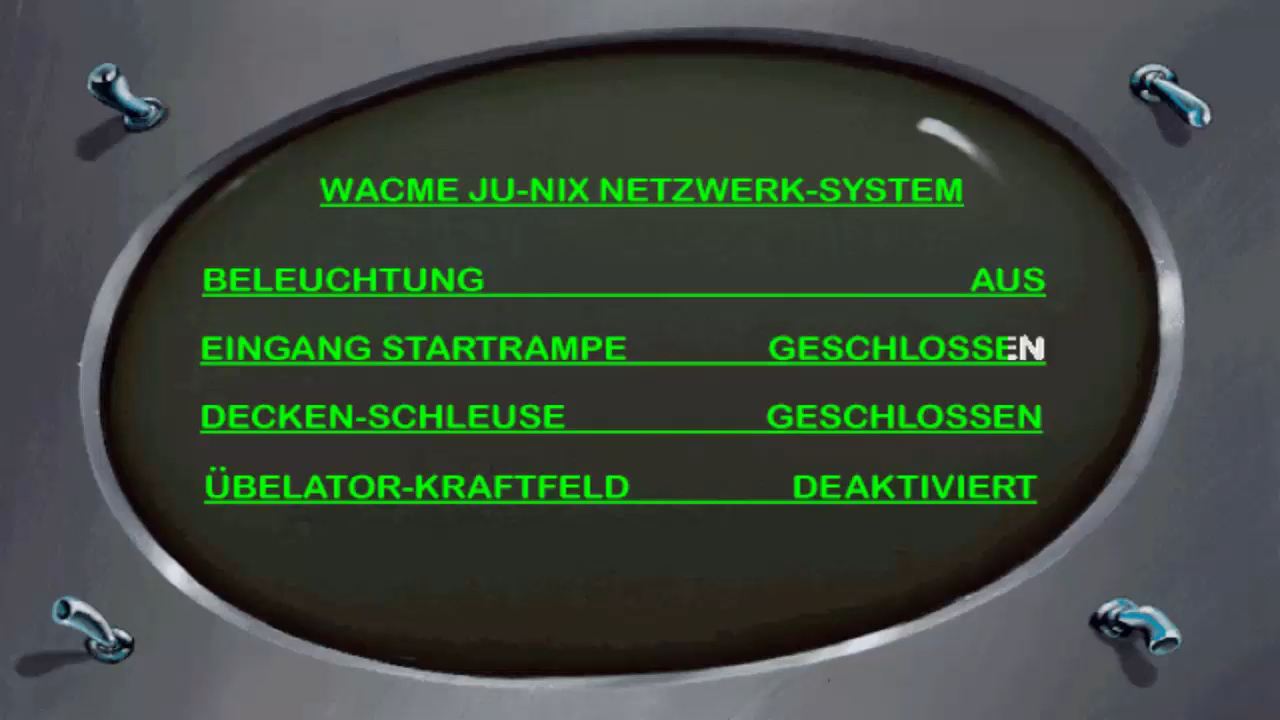 WACME JU-NIX NETZWERK-SYSTEM
BELEUCHTUNG AUS
EINGANG STARTRAMPE GESCHLOSSEN
DECKEN-SCHLEUSE GESCHLOSSEN
ÜBELATOR-KRAFTFELD DEAKTIVIERT